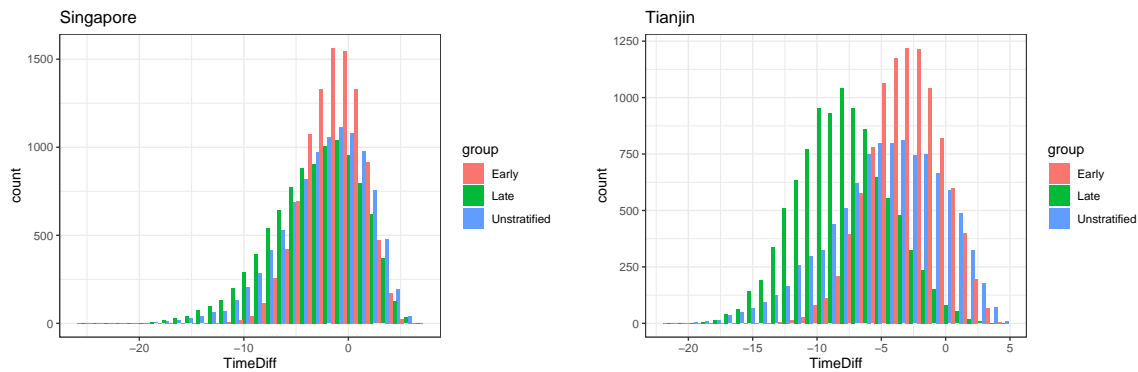 Singapore
1500
1000
500
0
count
−20
−10
0
TimeDiff
group
Early
Late
Unstratified
Tianjin
1250
1000
750
500
250
0
count
−20
−15
−10
−5
0
5
TimeDiff
group
Early
Late
Unstratified